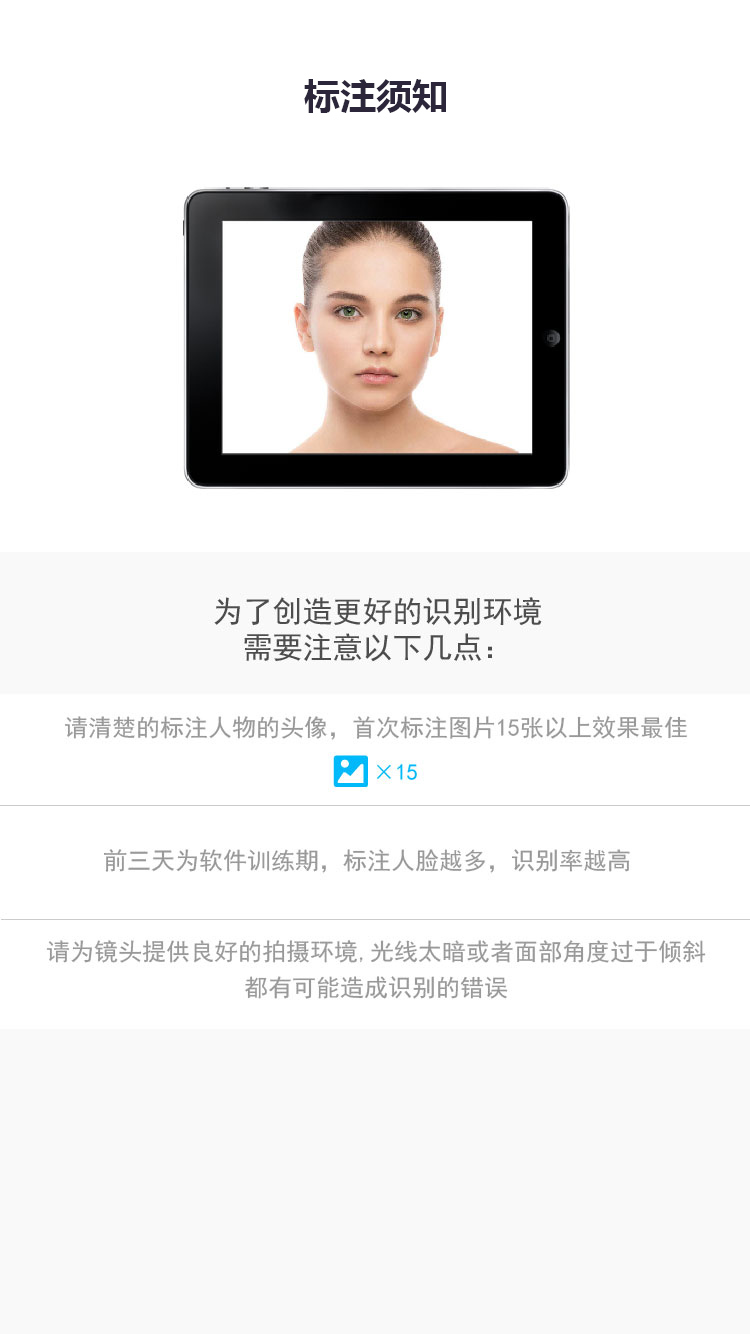 标注须知
为了创造更好的识别环境
需要注意以下几点：
请清楚的标注人物的头像，首次标注图片15张以上效果最佳
×15
前三天为软件训练期，标注人脸越多，识别率越高
请为镜头提供良好的拍摄环境,光线太暗或者面部角度过于倾斜
都有可能造成识别的错误